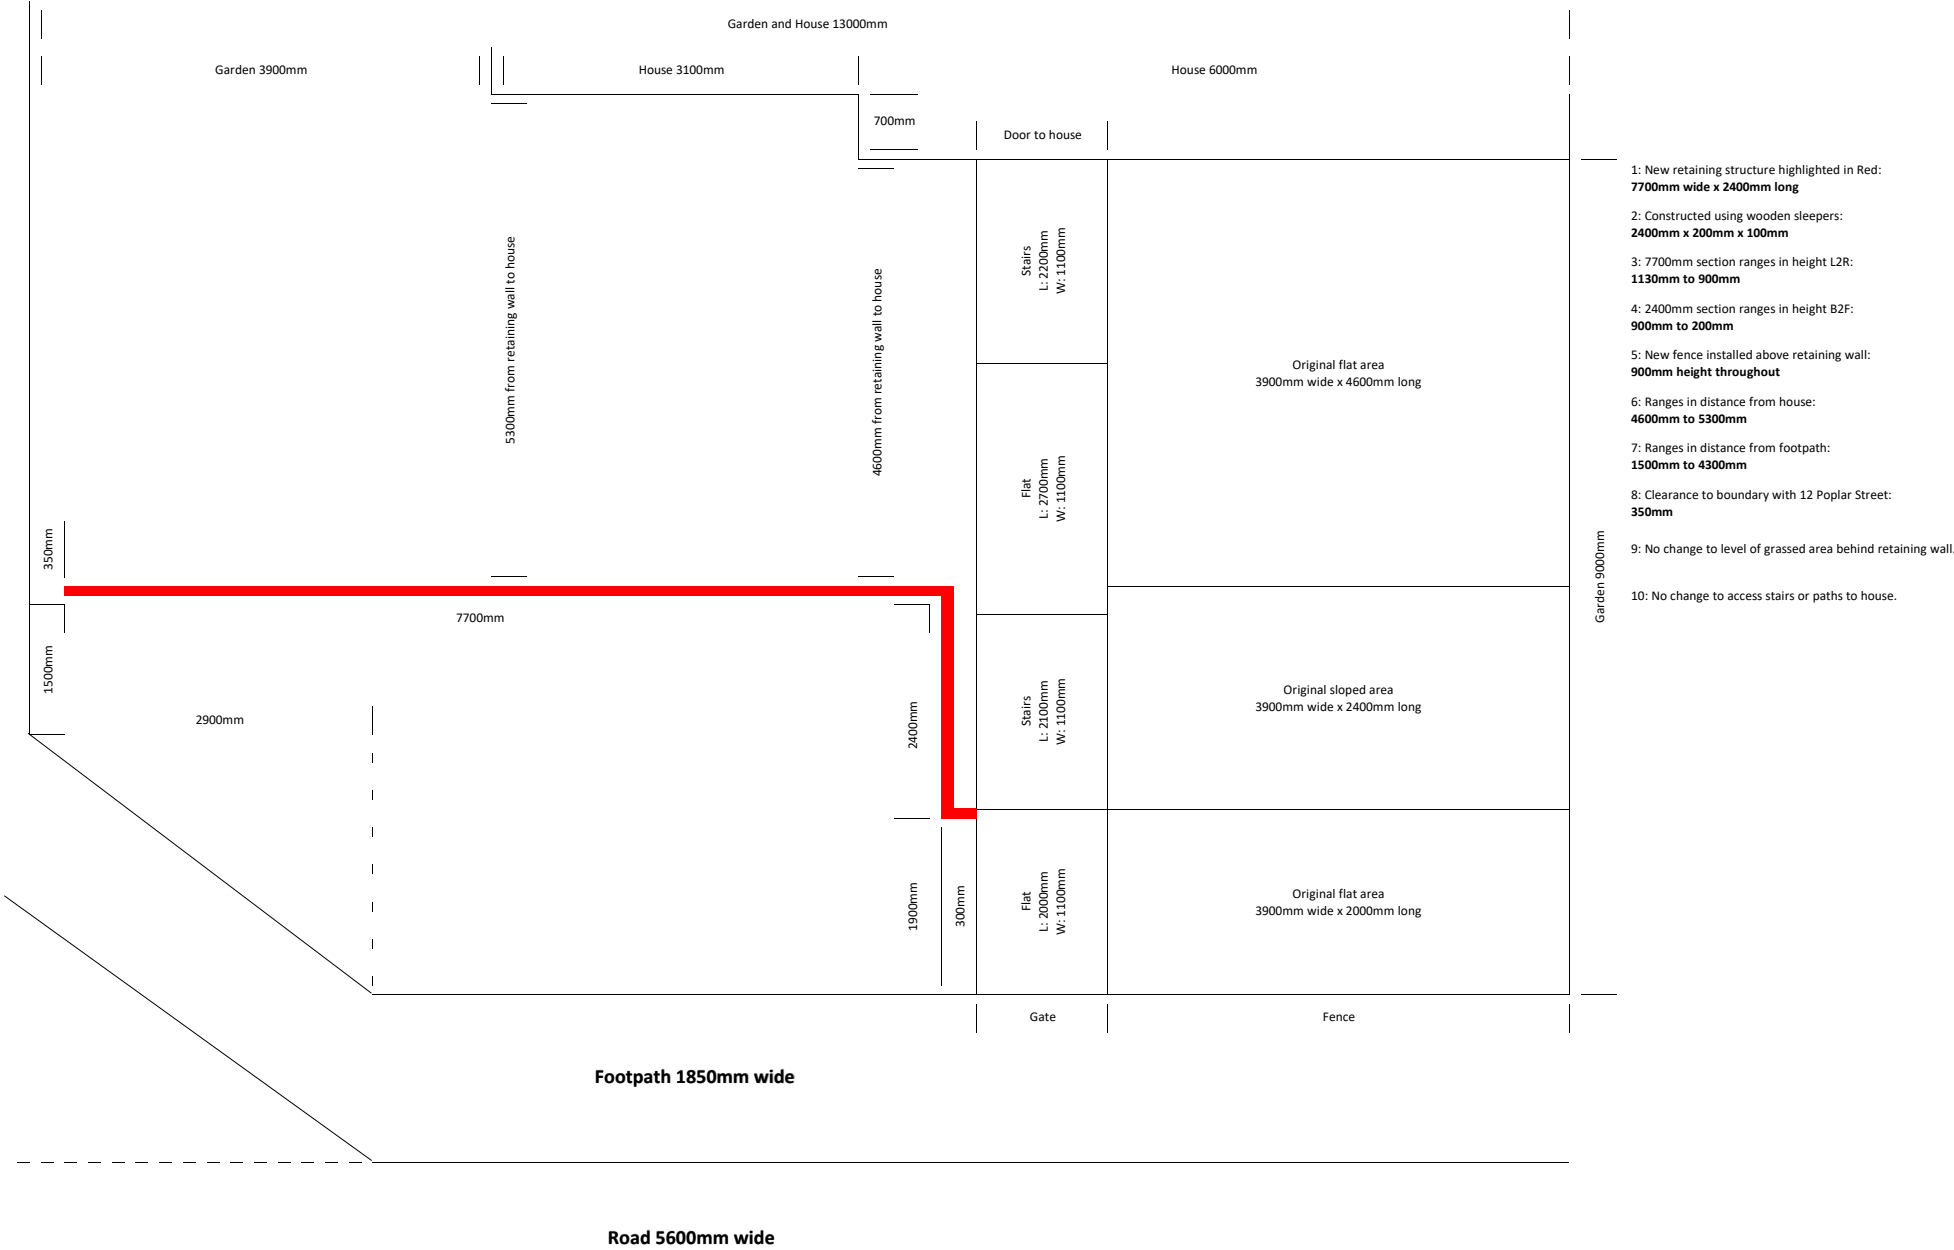 Garden and House 13000mm
Garden 3900mm
House 3100mm
House 6000mm
700mm
Door to house
5300mm from retaining wall to house
4600mm from retaining wall to house
Stairs
L: 2200mm
W: 1100mm
Flat
L: 2700mm
W: 1100mm
Stairs
L: 2100mm
W: 1100mm
Flat
L: 2000mm
W: 1100mm
Original flat area
3900mm wide x 4600mm long
Original sloped area
3900mm wide x 2400mm long
Original flat area
3900mm wide x 2000mm long
Garden 9000mm
1: New retaining structure highlighted in Red:
7700mm wide x 2400mm long
2: Constructed using wooden sleepers:
2400mm x 200mm x 100mm
3: 7700mm section ranges in height L2R:
1130mm to 900mm
4: 2400mm section ranges in height B2F:
900mm to 200mm
5: New fence installed above retaining wall:
900mm height throughout
6: Ranges in distance from house:
4600mm to 5300mm
7: Ranges in distance from footpath:
1500mm to 4300mm
8: Clearance to boundary with 12 Poplar Street:
350mm
9: No change to level of grassed area behind retaining wall.
10: No change to access stairs or paths to house.
350mm
7700mm
1500mm
2900mm
2400mm
1900mm
300mm
Gate
Fence
Footpath 1850mm wide
Road 5600mm wide